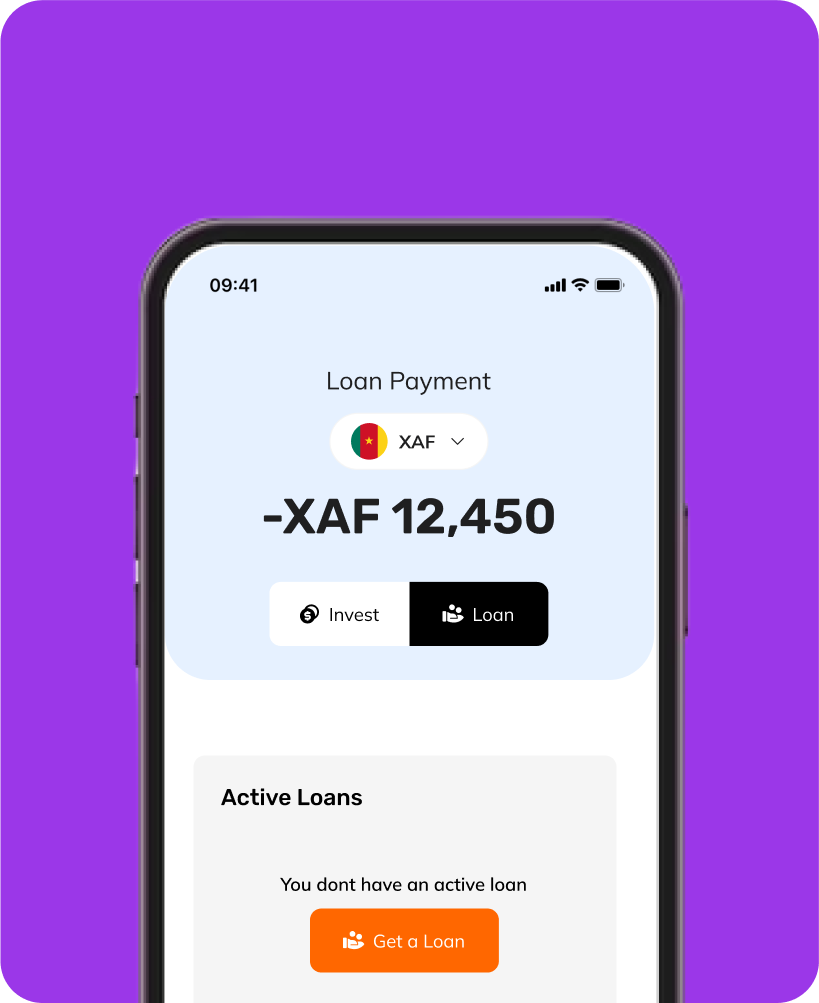 09:41
Loan Payment
XAF
-XAF 12,450
Invest
Loan
Active Loans
You dont have an active loan
Get a Loan